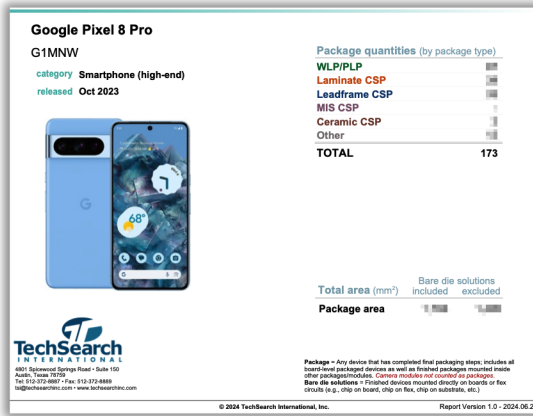 Google Pixel 8 Pro
G1MNW
category Smartphone (high-end)
released Oct 2023
Package quantities (by package type)
WLP/PLP
Laminate CSP
Leadframe CSP
MIS CSP
Ceramic CSP
Other
TOTAL 173
68°
G
Total area (mm²) Bare die solutions
included excluded
Package area
TechSearch
INTERNATIONAL
4801 Spicewood Springs Road • Suite 150
Austin, Texas 78759
Tel: 512-372-8887 • Fax: 512-372-8889
tsi@techsearchinc.com • www.techsearchinc.com
Package = Any device that has completed final packaging steps; includes all
board-level packaged devices as well as finished packages mounted inside
other packages/modules. Camera modules not counted as packages.
Bare die solutions = Finished devices mounted directly on boards or flex
circuits (e.g., chip on board, chip on flex, chip on substrate, etc.)
© 2024 TechSearch International, Inc.
Report Version 1.0 - 2024.06.2